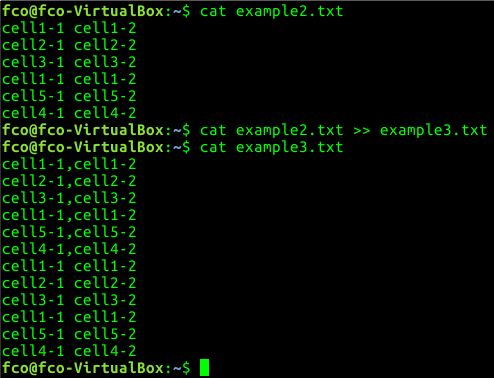 fco@fco-VirtualBox:~$ cat example2.txt
cell1-1 cell1-2
cell2-1 cell2-2
cell3-1 cell3-2
cell1-1 cell1-2
cell5-1 cell5-2
cell4-1 cell4-2
fco@fco-VirtualBox:~$ cat example2.txt >> example3.txt
fco@fco-VirtualBox:~$ cat example3.txt
cell1-1,cell1-2
cell2-1,cell2-2
cell3-1,cell3-2
cell1-1,cell1-2
cell5-1,cell5-2
cell4-1,cell4-2
cell1-1 cell1-2
cell2-1 cell2-2
cell3-1 cell3-2
cell1-1 cell1-2
cell5-1 cell5-2
cell4-1 cell4-2
fco@fco-VirtualBox:~$